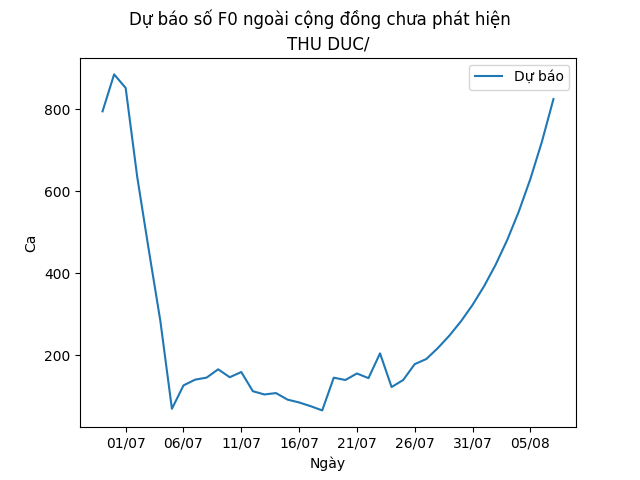 Dự báo số F0 ngoài cộng đồng chưa phát hiện
THU DUC/
Dự báo
800
600
400
200
Ca
01/07 06/07 11/07 16/07 21/07 26/07 31/07 05/08
Ngày